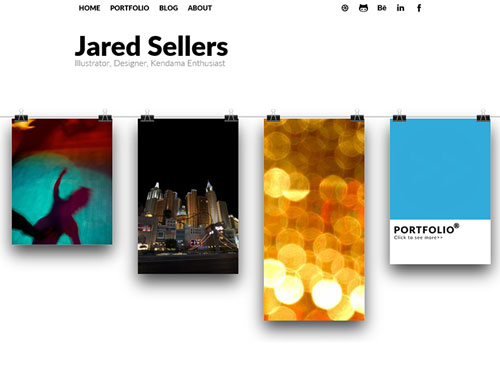 HOME PORTFOLIO BLOG ABOUT
Bē in f
Jared Sellers
Illustrator, Designer, Kendama Enthusiast
PORTFOLIO®
Click to see more>>